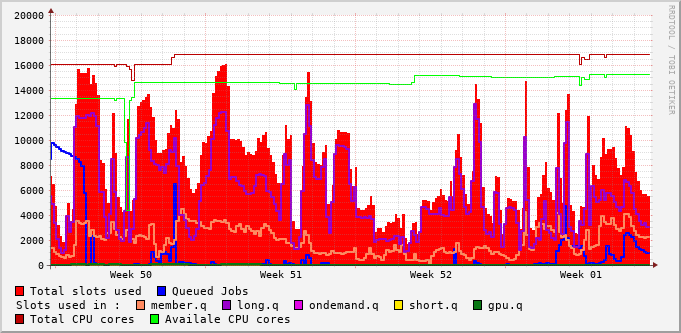 20000
18000
16000
14000
12000
10000
8000
6000
4000
2000
0
Week 50 Week 51 Week 52 Week 01
RRDTOOL / TOBI OETIKER
Total slots used Queued Jobs
Slots used in : member.q long.q ondemand.q short.q gpu.q
Total CPU cores Availale CPU cores